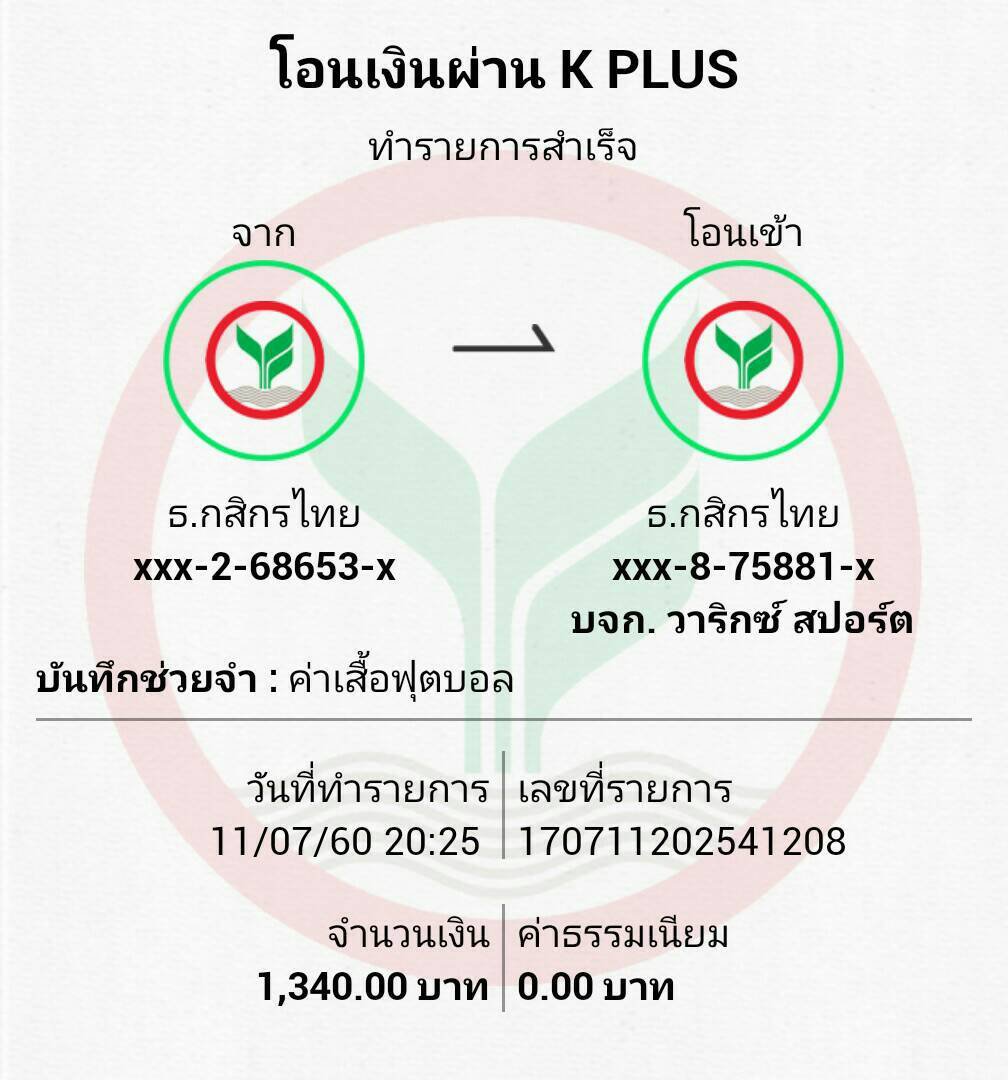 โอนเงินผ่าน K PLUS
ทำรายการสำเร็จ
จาก
ธ.กสิกรไทย
xxx-2-68653-x
โอนเข้า
ธ.กสิกรไทย
xxx-8-75881-x
บจก. วาริกซ์ สปอร์ต
บันทึกช่วยจำ : ค่าเสื้อฟุตบอล
วันที่ทำรายการ
11/07/60 20:25
เลขที่รายการ
170711202541208
จำนวนเงิน
1,340.00 บาท
ค่าธรรมเนียม
0.00 บาท